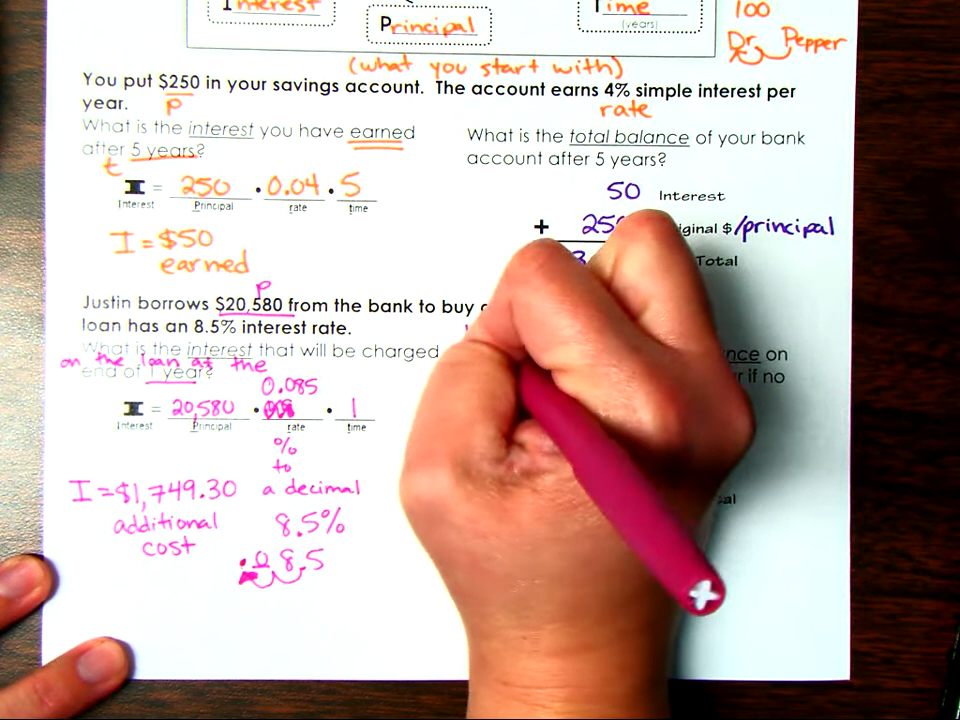 Interest
Principal
Time
(years)
100
Dr. Pepper
(what you start with)
You put $250 in your savings account. The account earns 4% simple interest per
year.
p
rate
What is the interest you have earned
after 5 years?
t
I = 250 · 0.04 · 5
Interest Principal rate time
I = $50
earned
What is the total balance of your bank
account after 5 years?
50 Interest
+ 25 /principal
Total
p
Justin borrows $20,580 from the bank to buy
loan has an 8.5% interest rate.
What is the interest that will be charged
on the loan at the
end of 1 year?
on
if no
0.085
I = 20,580 · · 1
Interest Principal rate time
%
to
a decimal
I = $1,749.30
additional
cost
8.5%
.08.5